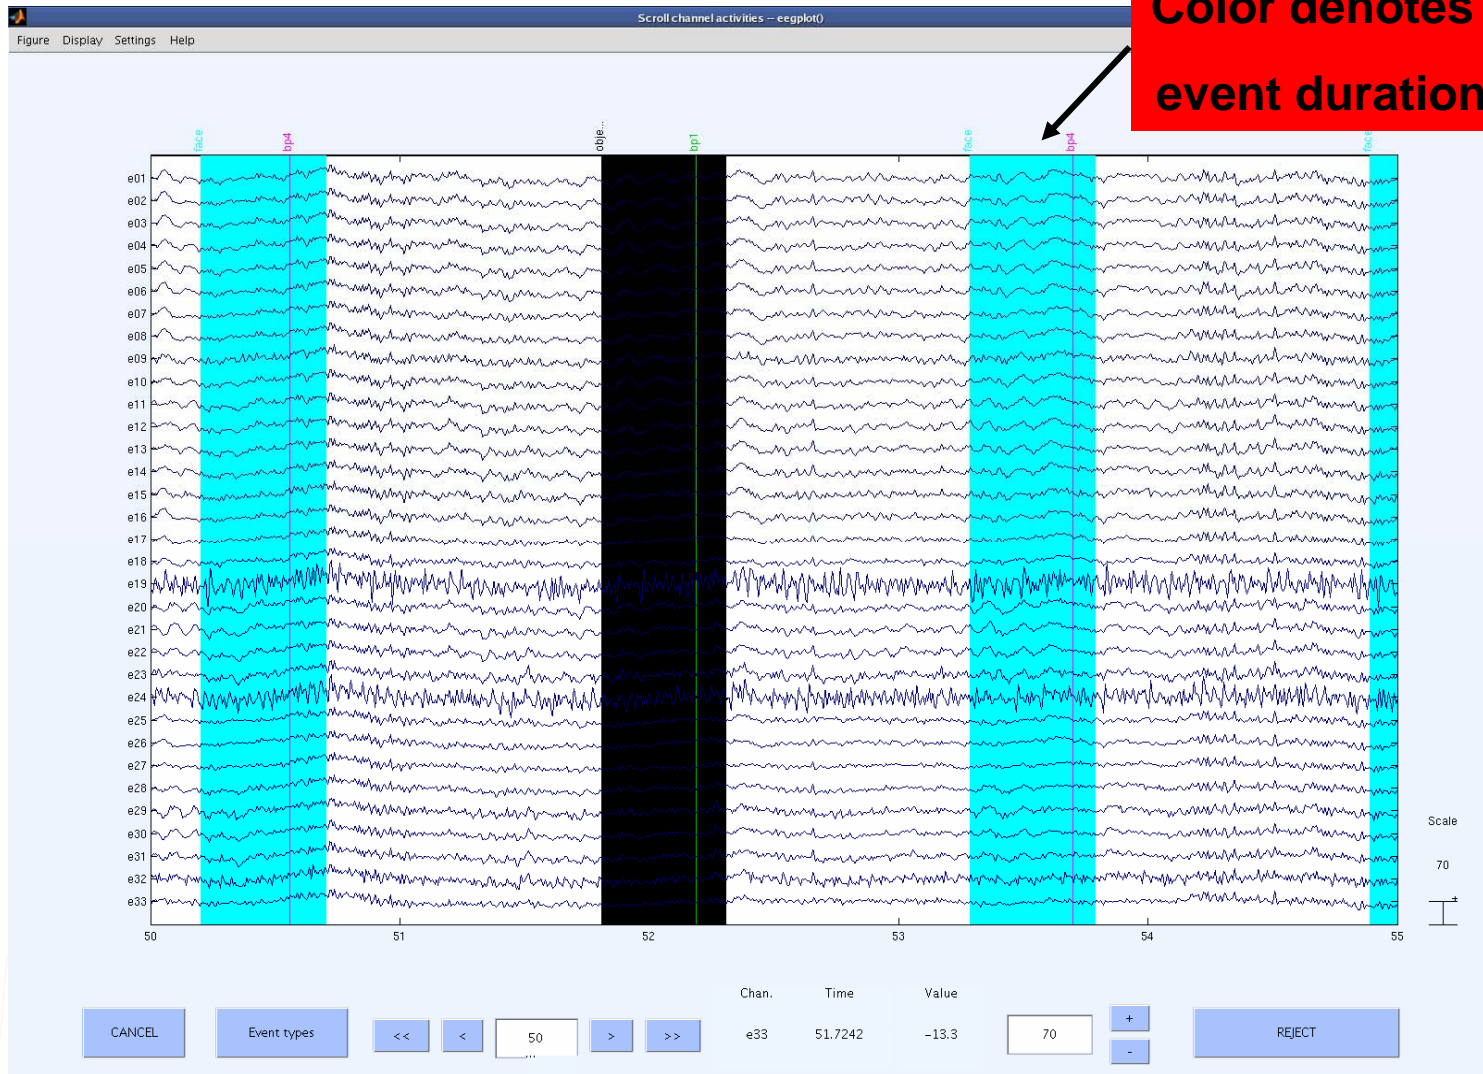 Scroll channel activities -- eegplot()
Color denotes
event duration
Figure Display Settings Help
face bp4 obje... bp1 face bp4 face
e01
e02
e03
e04
e05
e06
e07
e08
e09
e10
e11
e12
e13
e14
e15
e16
e17
e18
e19
e20
e21
e22
e23
e24
e25
e26
e27
e28
e29
e30
e31
e32
e33
50 51 52 53 54 55
Scale
70
+
Chan. Time Value
CANCEL Event types << < 50 > >> e33 51.7242 -13.3 70 + - REJECT